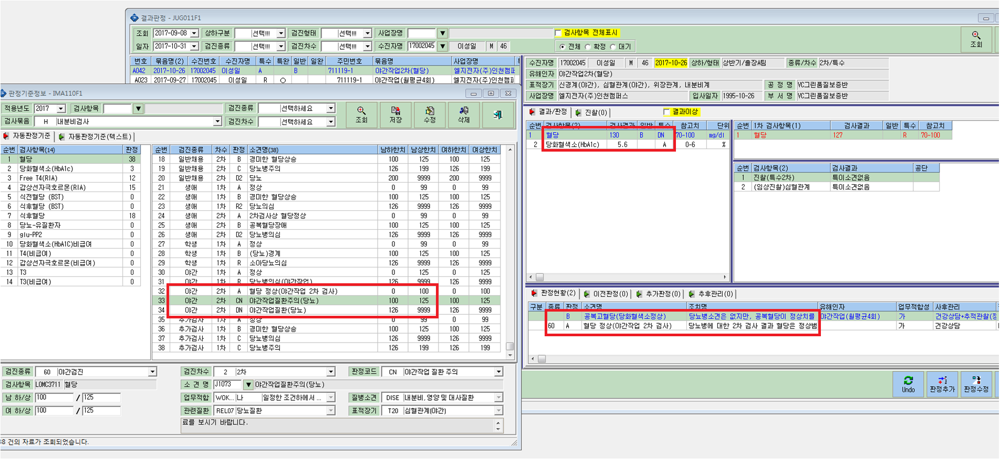 결과판정 - JUG011F1
조회 2017-09-08 상하구분 선택!!! 검진형태 선택!!! 사업장명 검사항목 전체표시
일자 2017-10-31 검진종류 선택!!! 검진차수 선택!!! 수진자명 17002045 이성일 M 46 전체 확정 대기 조회
번호 묶음명(2) 수진번호 수진자명 특수 특완 일반 일완 주민번호 묶음명 사업장명
A042 2017-10-26 17002045 이성일 A B 711119-1 야간작업2차(혈당) 엘지전자(주)인천캠퍼
A023 2017-09-27 17002045 이성일 R ○ 711119-1 야간작업(월평균4회) 엘지전자(주)인천캠퍼
수진자명 17002045 이성일 M 46 2017-10-26 상하/형태 상반기/출장A팀 종류/차수 2차/특수
유해인자 야간작업2차(혈당)
표적장기 신경계(야간), 심혈관계(야간), 위장관계, 내분비계 공 정 명 VC그린품질보증반
사업장명 엘지전자(주)인천캠퍼스 입사일자 1995-10-26 부 서 명 VC그린품질보증반
결과/판정 진찰(0) 결과이상
순번 검사항목(2) 검사결과 일반 특수 참고치 단위
1 혈당 130 B DN 70~100 mg/dl
2 당화혈색소(HbA1c) 5.6 A 0-6 %
순번 1차 검사항목(1) 검사결과 일반 특수 참고치
1 혈당 127 R 70~100
순번 검사항목(2) 검사결과 공단
1 진찰(특수2차) 특이소견없음
2 (임상진찰)심혈관계 특이소견없음
판정현황(2) 이전판정(0) 추가판정(0) 추후관리(0)
구분 종류 판정 소견명 조치명 유해인자 업무적합성 사후관리
B 공복고혈당(당화혈색소정상) 당뇨병소견은 없지만, 공복혈당이 정상치를 야간작업(월평균4회) 가 건강상담+추적관찰(정
60 A 혈당 정상(야간작업 2차 검사) 당뇨병에 대한 2차 검사 결과 혈당은 정상범 가 건강상담
Undo 판정추가 판정수정
판정기준정보 - IMA110F1
적용년도 2017 검사항목 검진종류 선택하세요
검사묶음 H 내분비검사 검진차수 선택하세요
조회 저장 수정 삭제
자동판정기준 자동판정기준(텍스트)
순번 검사항목(14) 판정
1 혈당 38
2 당화혈색소(HbA1c) 3
3 Free T4(RIA) 12
4 갑상선자극호르몬(RIA) 15
5 식전혈당 (BST) 0
6 식후혈당 (BST) 0
7 식후혈당 18
8 당뇨-유질환자 0
9 glu-PP2 0
10 당화혈색소(HbA1C)비급여 0
11 T4(비급여) 0
12 갑상선자극호르몬(비급여) 0
13 T3 0
14 T3(비급여) 0
순번 검진종류 차수 판정 소견명(38) 남하한치 남상한치 여하한치 여상한치
18 일반채용 2차 B 경미한 혈당상승 100 125 100 125
19 일반채용 2차 C 당뇨병주의 126 199 126 199
20 일반채용 2차 D2 당뇨 200 9999 200 9999
21 생애 1차 A 정상 0 99 0 99
22 생애 1차 B 경미한 혈당상승 100 125 100 125
23 생애 1차 R2 당뇨의심 126 9999 126 9999
24 생애 2차 A 2차검사상 혈당정상 0 99 0 99
25 생애 2차 B 공복혈당장애 100 125 100 125
26 생애 2차 D2 당뇨병의심 126 9999 126 9999
27 학생 1차 A 정상 0 99 0 99
28 학생 1차 B (당뇨)경계 100 125 100 125
29 학생 1차 R 소아당뇨의심 126 9999 126 9999
30 야간 1차 A 정상 0 125 0 125
31 야간 1차 R 당뇨병의심(야간작업) 126 9999 126 9999
32 야간 2차 A 혈당 정상(야간작업 2차 검사) 0 100 0 100
33 야간 2차 CN 야간작업질환주의(당뇨) 100 125 100 125
34 야간 2차 DN 야간작업질환(당뇨) 126 9999 126 9999
35 추가검사 1차 A 정상 0 99 0 99
36 추가검사 1차 B 경미한 혈당상승 100 125 100 125
37 추가검사 1차 C 당뇨병의심 126 9999 126 9999
38 추가검사 2차 C 당뇨병주의 126 199 126 199
검진종류 60 야간검진 검진차수 2 2차 판정코드 CN 야간작업 질환 주의
검사항목 LOMC3711 혈당 소 견 명 J1073 야간작업질환주의(당뇨)
남 하/상 100 / 125 업무적합 WOK... 나 일정한 조건하에서 ... 질병소견 DISE 내분비, 영양 및 대사질환
여 하/상 100 / 125 관련질환 REL07 당뇨질환 표적장기 T20 심혈관계(야간)
료를 보시기 바랍니다.
38 건의 자료가 조회되었습니다.